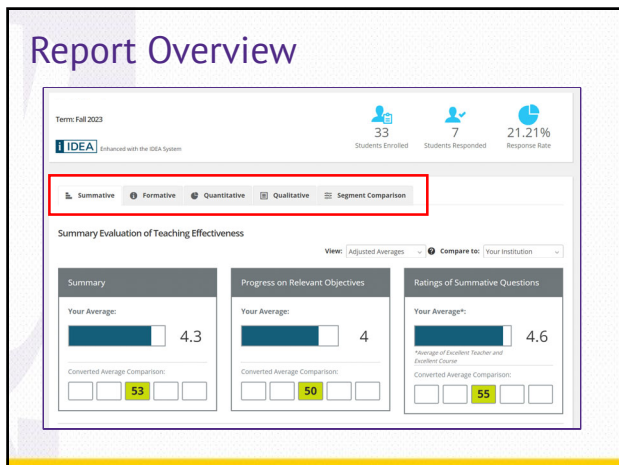 Report Overview
Term: Fall 2023
IDEA Enhanced with the IDEA System
33
Students Enrolled
7
Students Responded
21.21%
Response Rate
Summative Formative Quantitative Qualitative Segment Comparison
Summary Evaluation of Teaching Effectiveness
View: Adjusted Averages ? Compare to: Your Institution
Summary
Your Average:
4.3
Converted Average Comparison:
53
Progress on Relevant Objectives
Your Average:
4
Converted Average Comparison:
50
Ratings of Summative Questions
Your Average*:
4.6
*Average of Excellent Teacher and
Excellent Course
Converted Average Comparison:
55